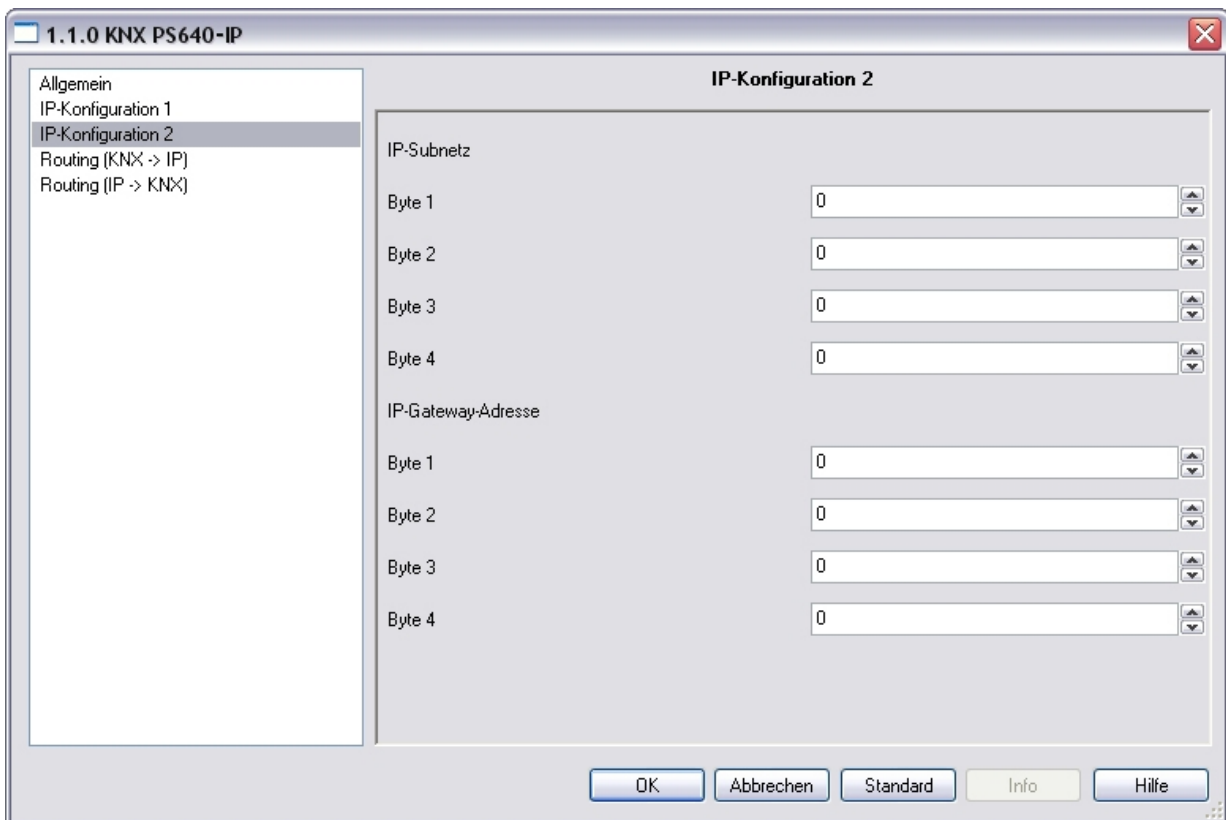 1.1.0 KNX PS640-IP
Allgemein
IP-Konfiguration 1
IP-Konfiguration 2
Routing (KNX -> IP)
Routing (IP -> KNX)
IP-Konfiguration 2
IP-Subnetz
Byte 1 0
Byte 2 0
Byte 3 0
Byte 4 0
IP-Gateway-Adresse
Byte 1 0
Byte 2 0
Byte 3 0
Byte 4 0
OK Abbrechen Standard Info Hilfe